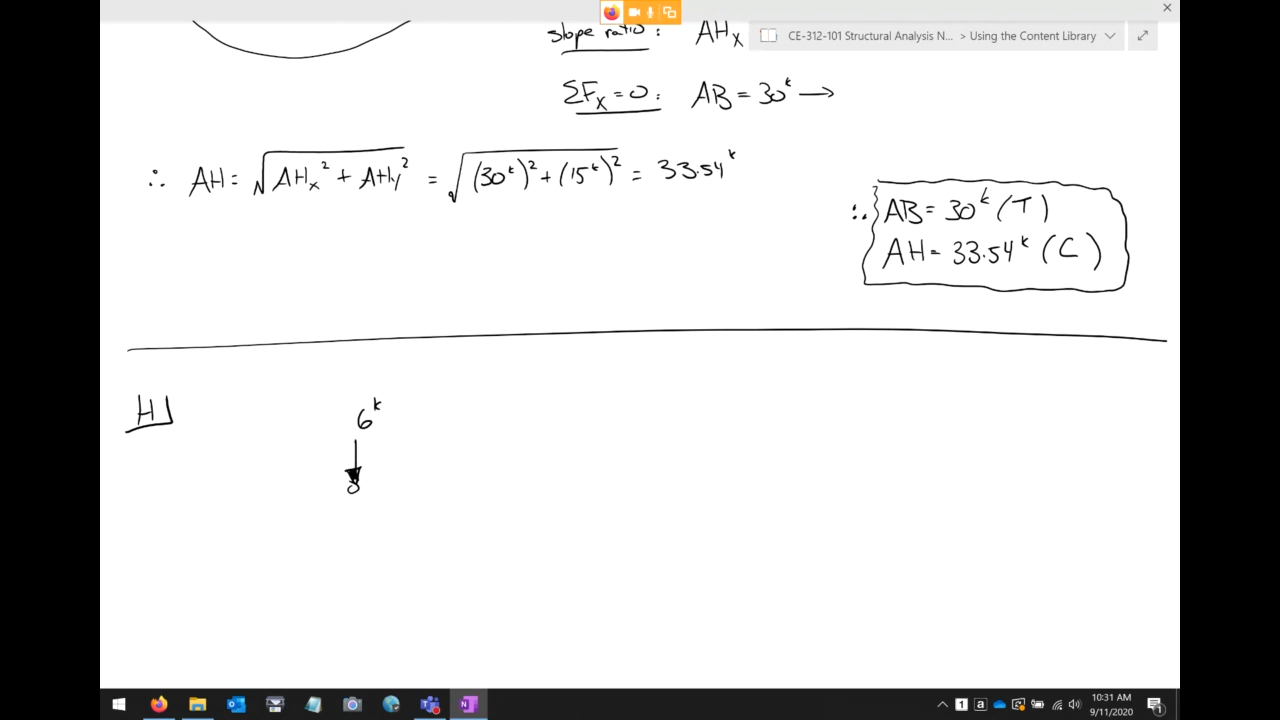 slope ratio: AHx
CE-312-101 Structural Analysis N... > Using the Content Library
ΣFx = 0: AB = 30ᵏ →
∴ AH = √AHx² + AHy² = √(30ᵏ)² + (15ᵏ)² = 33.54ᵏ
∴ AB = 30ᵏ (T)
AH = 33.54ᵏ (C)
H
6ᵏ
10:31 AM
9/11/2020